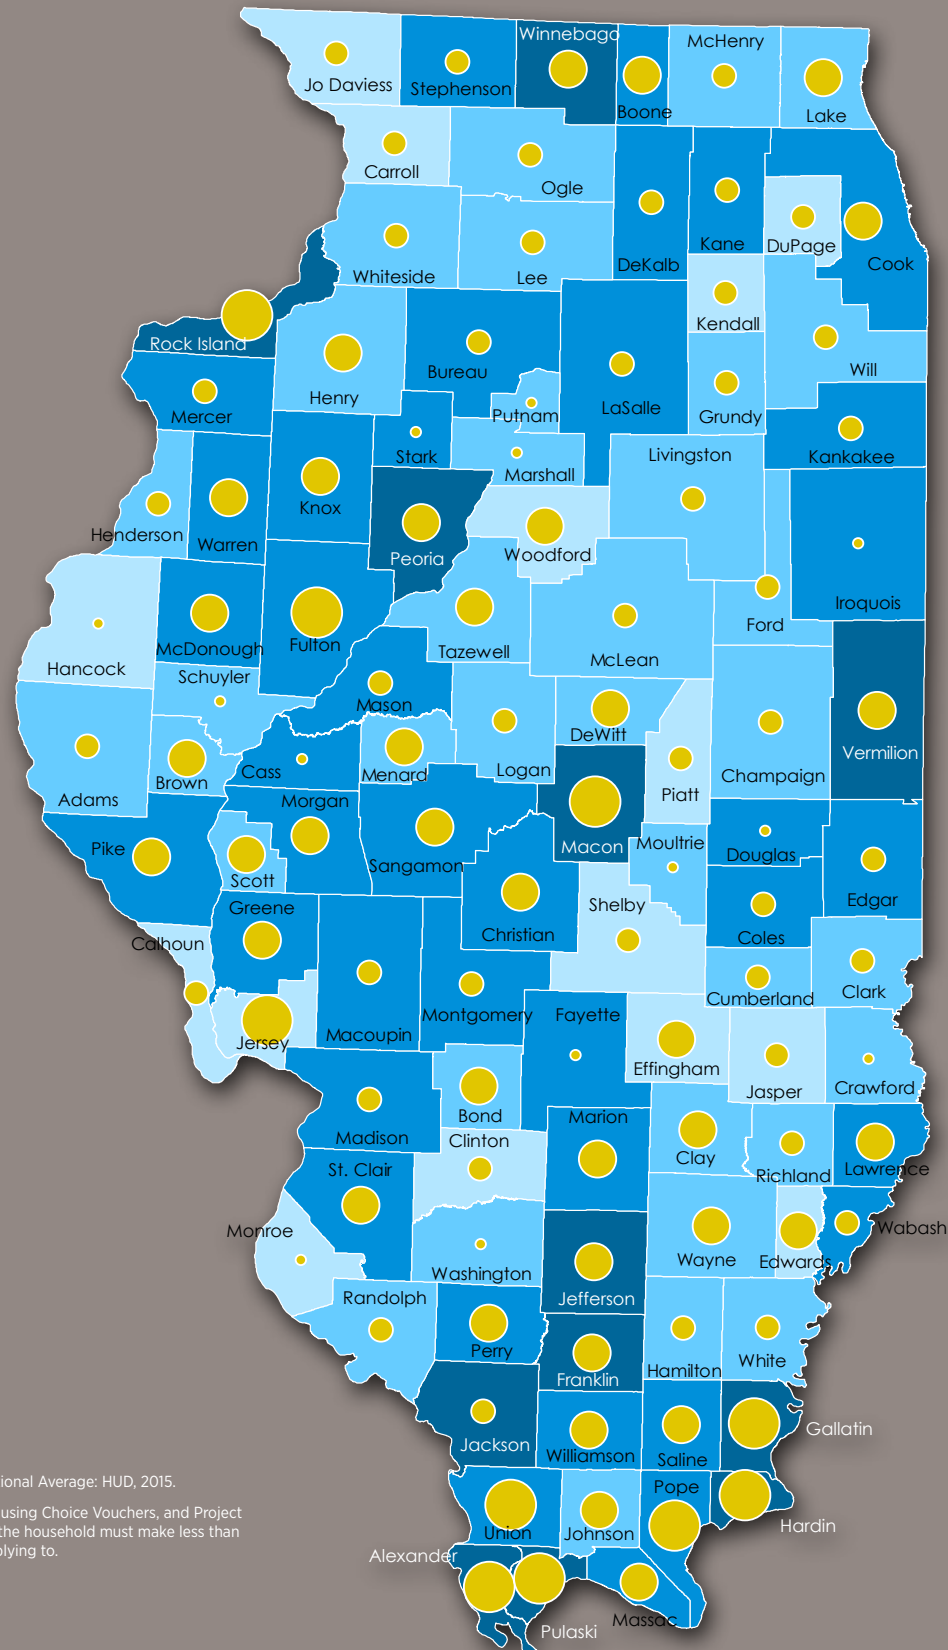 Winnebago
McHenry
Jo Daviess
Stephenson
Boone
Lake
Carroll
Ogle
Whiteside
Lee
DeKalb
Kane
DuPage
Cook
Rock Island
Kendall
Bureau
Will
Henry
Mercer
Putnam
LaSalle
Grundy
Stark
Livingston
Kankakee
Marshall
Knox
Henderson
Warren
Peoria
Woodford
Iroquois
Ford
McDonough
Fulton
Tazewell
McLean
Hancock
Schuyler
Mason
DeWitt
Vermilion
Cass
Menard
Logan
Champaign
Brown
Piatt
Adams
Morgan
Moultrie
Pike
Macon
Douglas
Sangamon
Scott
Edgar
Greene
Shelby
Christian
Coles
Calhoun
Clark
Cumberland
Montgomery
Fayette
Macoupin
Jersey
Effingham
Jasper
Crawford
Bond
Marion
Madison
Clinton
Clay
St. Clair
Richland
Lawrence
Monroe
Wabash
Wayne
Edwards
Washington
Randolph
Jefferson
Perry
White
Hamilton
Franklin
Gallatin
Jackson
Williamson
Saline
ional Average: HUD, 2015.
Pope
using Choice Vouchers, and Project
the household must make less than
plying to.
Union
Johnson
Hardin
Alexander
Massac
Pulaski